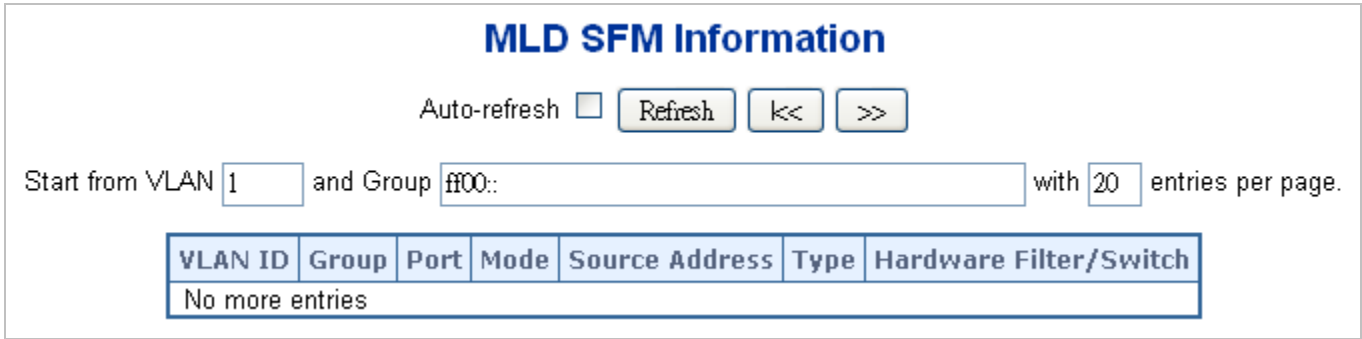 MLD SFM Information
Auto-refresh Refresh |<< >>
Start from VLAN 1 and Group ff00:: with 20 entries per page.
VLAN ID Group Port Mode Source Address Type Hardware Filter/Switch
No more entries